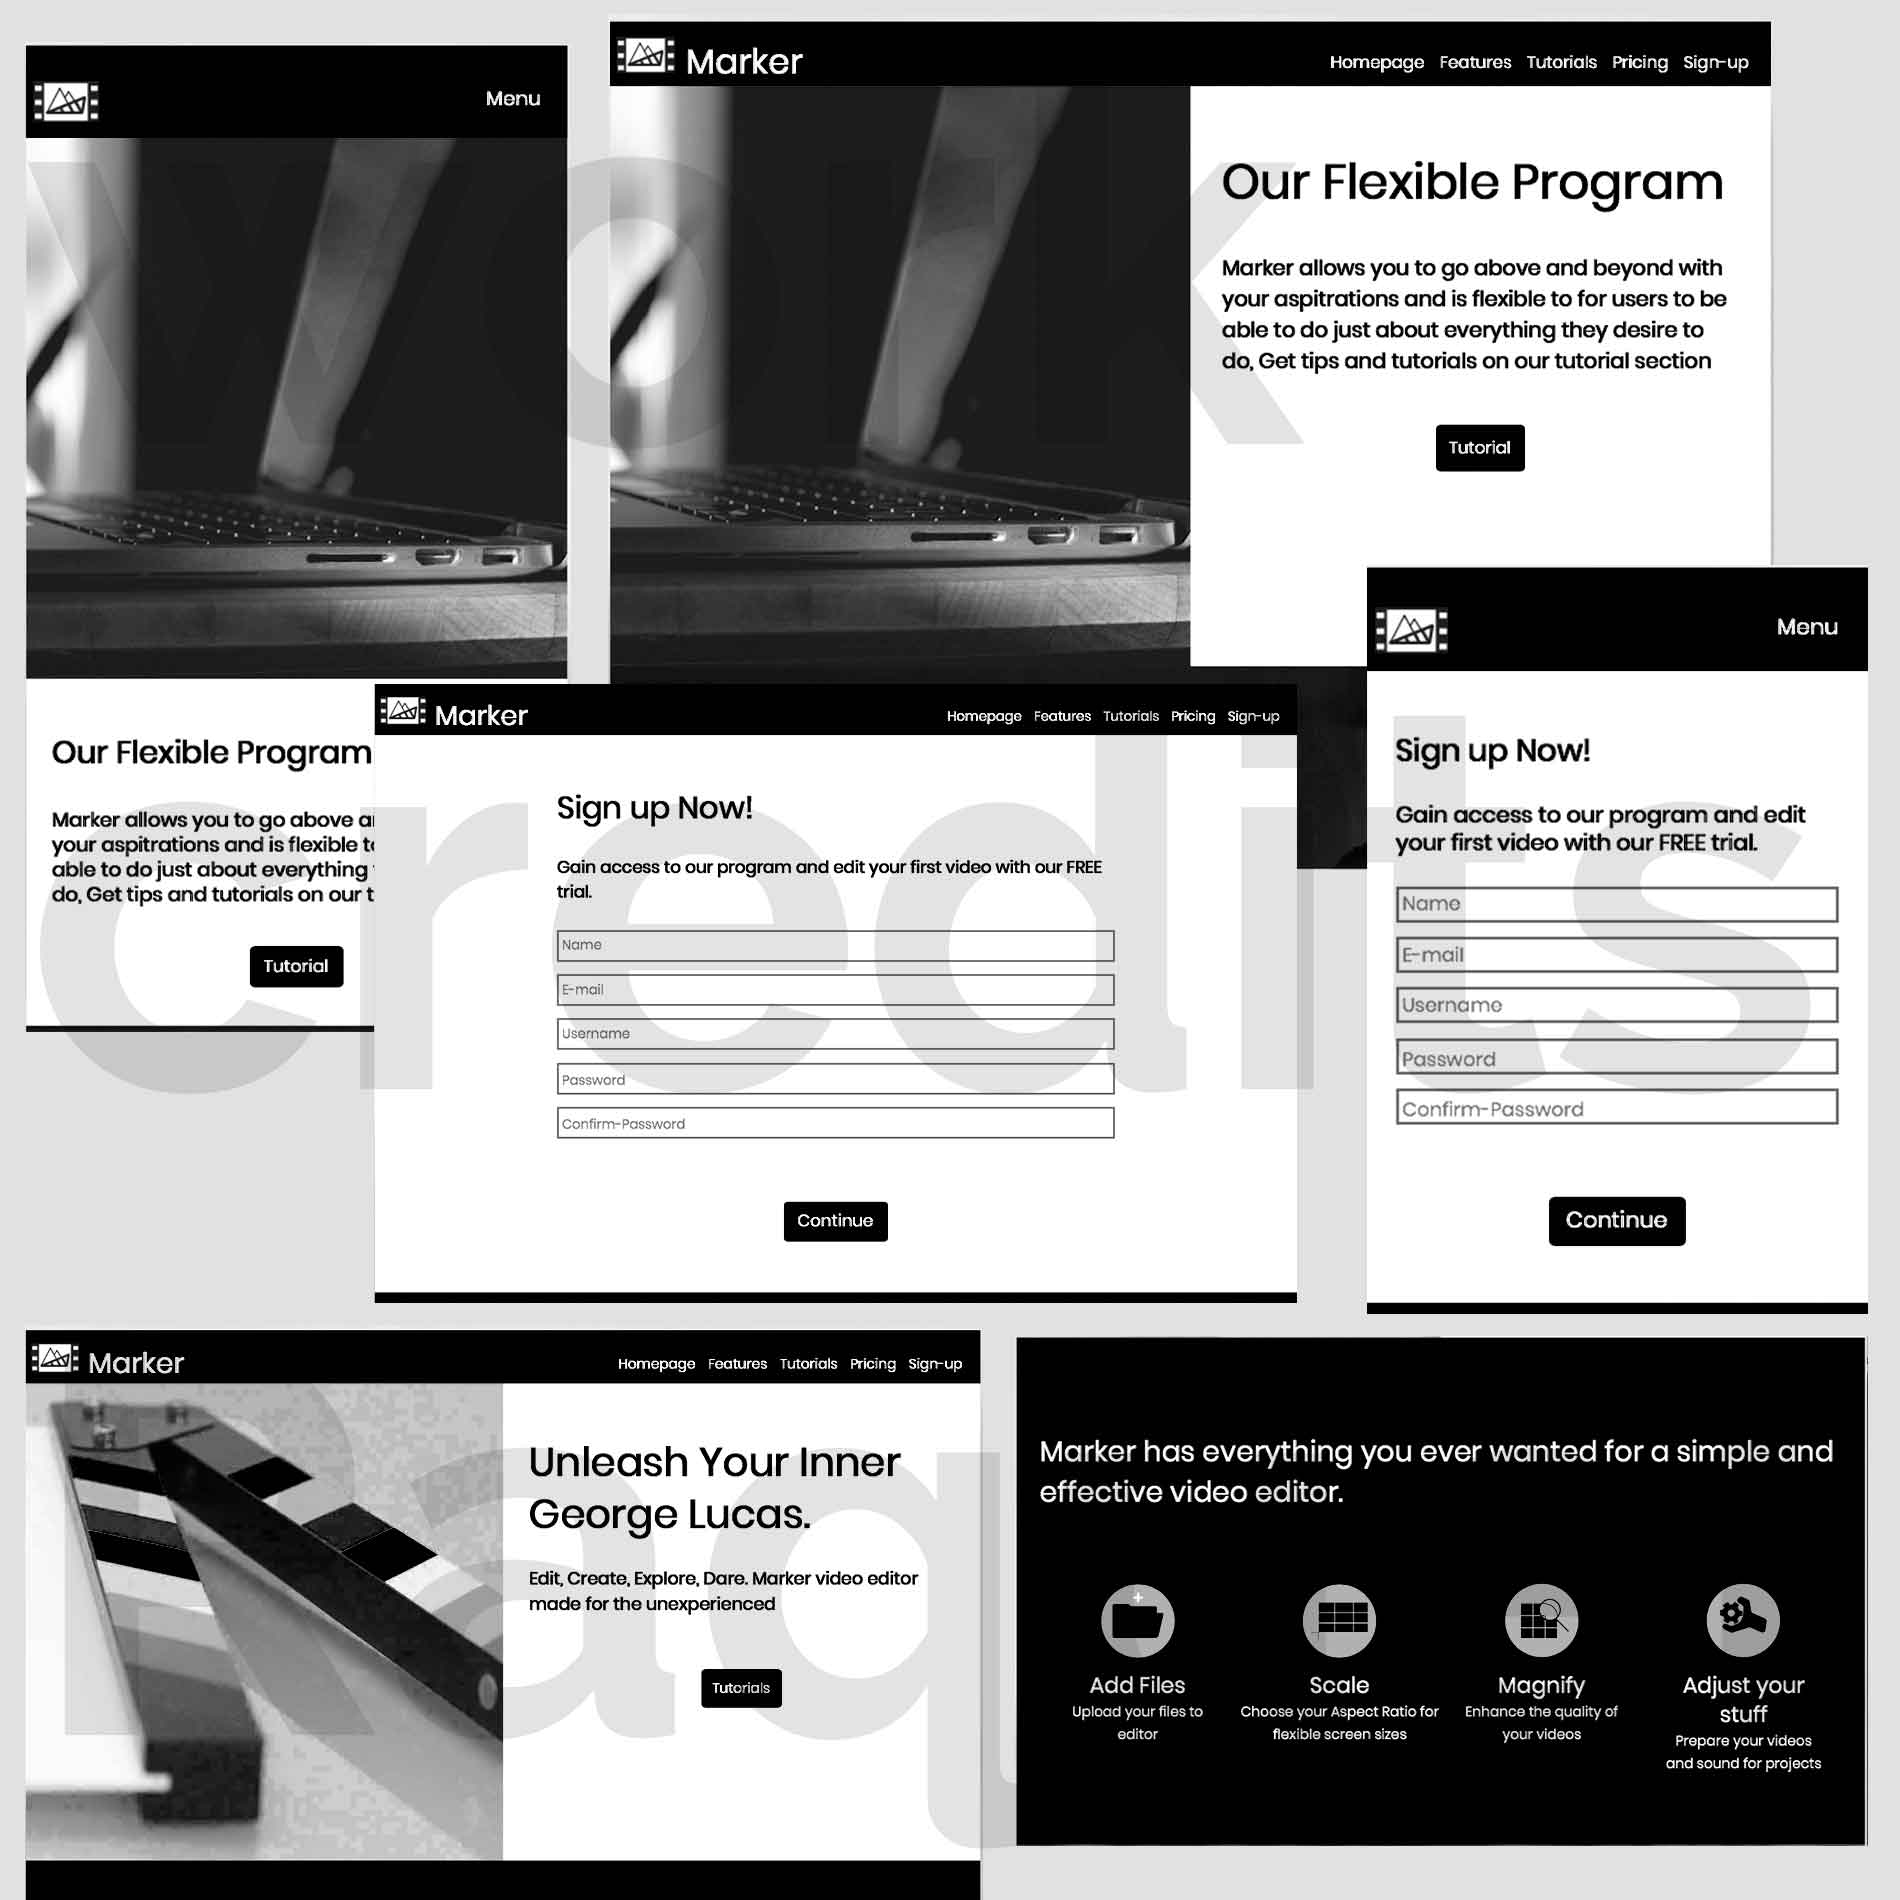 Menu
Our Flexible Program
Marker allows you to go above a
your aspitrations and is flexible t
able to do just about everything
do, Get tips and tutorials on our t
Tutorial
Marker
Homepage Features Tutorials Pricing Sign-up
Our Flexible Program
Marker allows you to go above and beyond with
your aspitrations and is flexible to for users to be
able to do just about everything they desire to
do, Get tips and tutorials on our tutorial section
Tutorial
work
credits
Marker
Homepage Features Tutorials Pricing Sign-up
Sign up Now!
Gain access to our program and edit your first video with our FREE
trial.
Name
E-mail
Username
Password
Confirm-Password
Continue
Menu
Sign up Now!
Gain access to our program and edit
your first video with our FREE trial.
Name
E-mail
Username
Password
Confirm-Password
Continue
Marker
Homepage Features Tutorials Pricing Sign-up
Unleash Your Inner
George Lucas.
Edit, Create, Explore, Dare. Marker video editor
made for the unexperienced
Tutorials
Raq
Marker has everything you ever wanted for a simple and
effective video editor.
Add Files
Upload your files to
editor
Scale
Choose your Aspect Ratio for
flexible screen sizes
Magnify
Enhance the quality of
your videos
Adjust your
stuff
Prepare your videos
and sound for projects